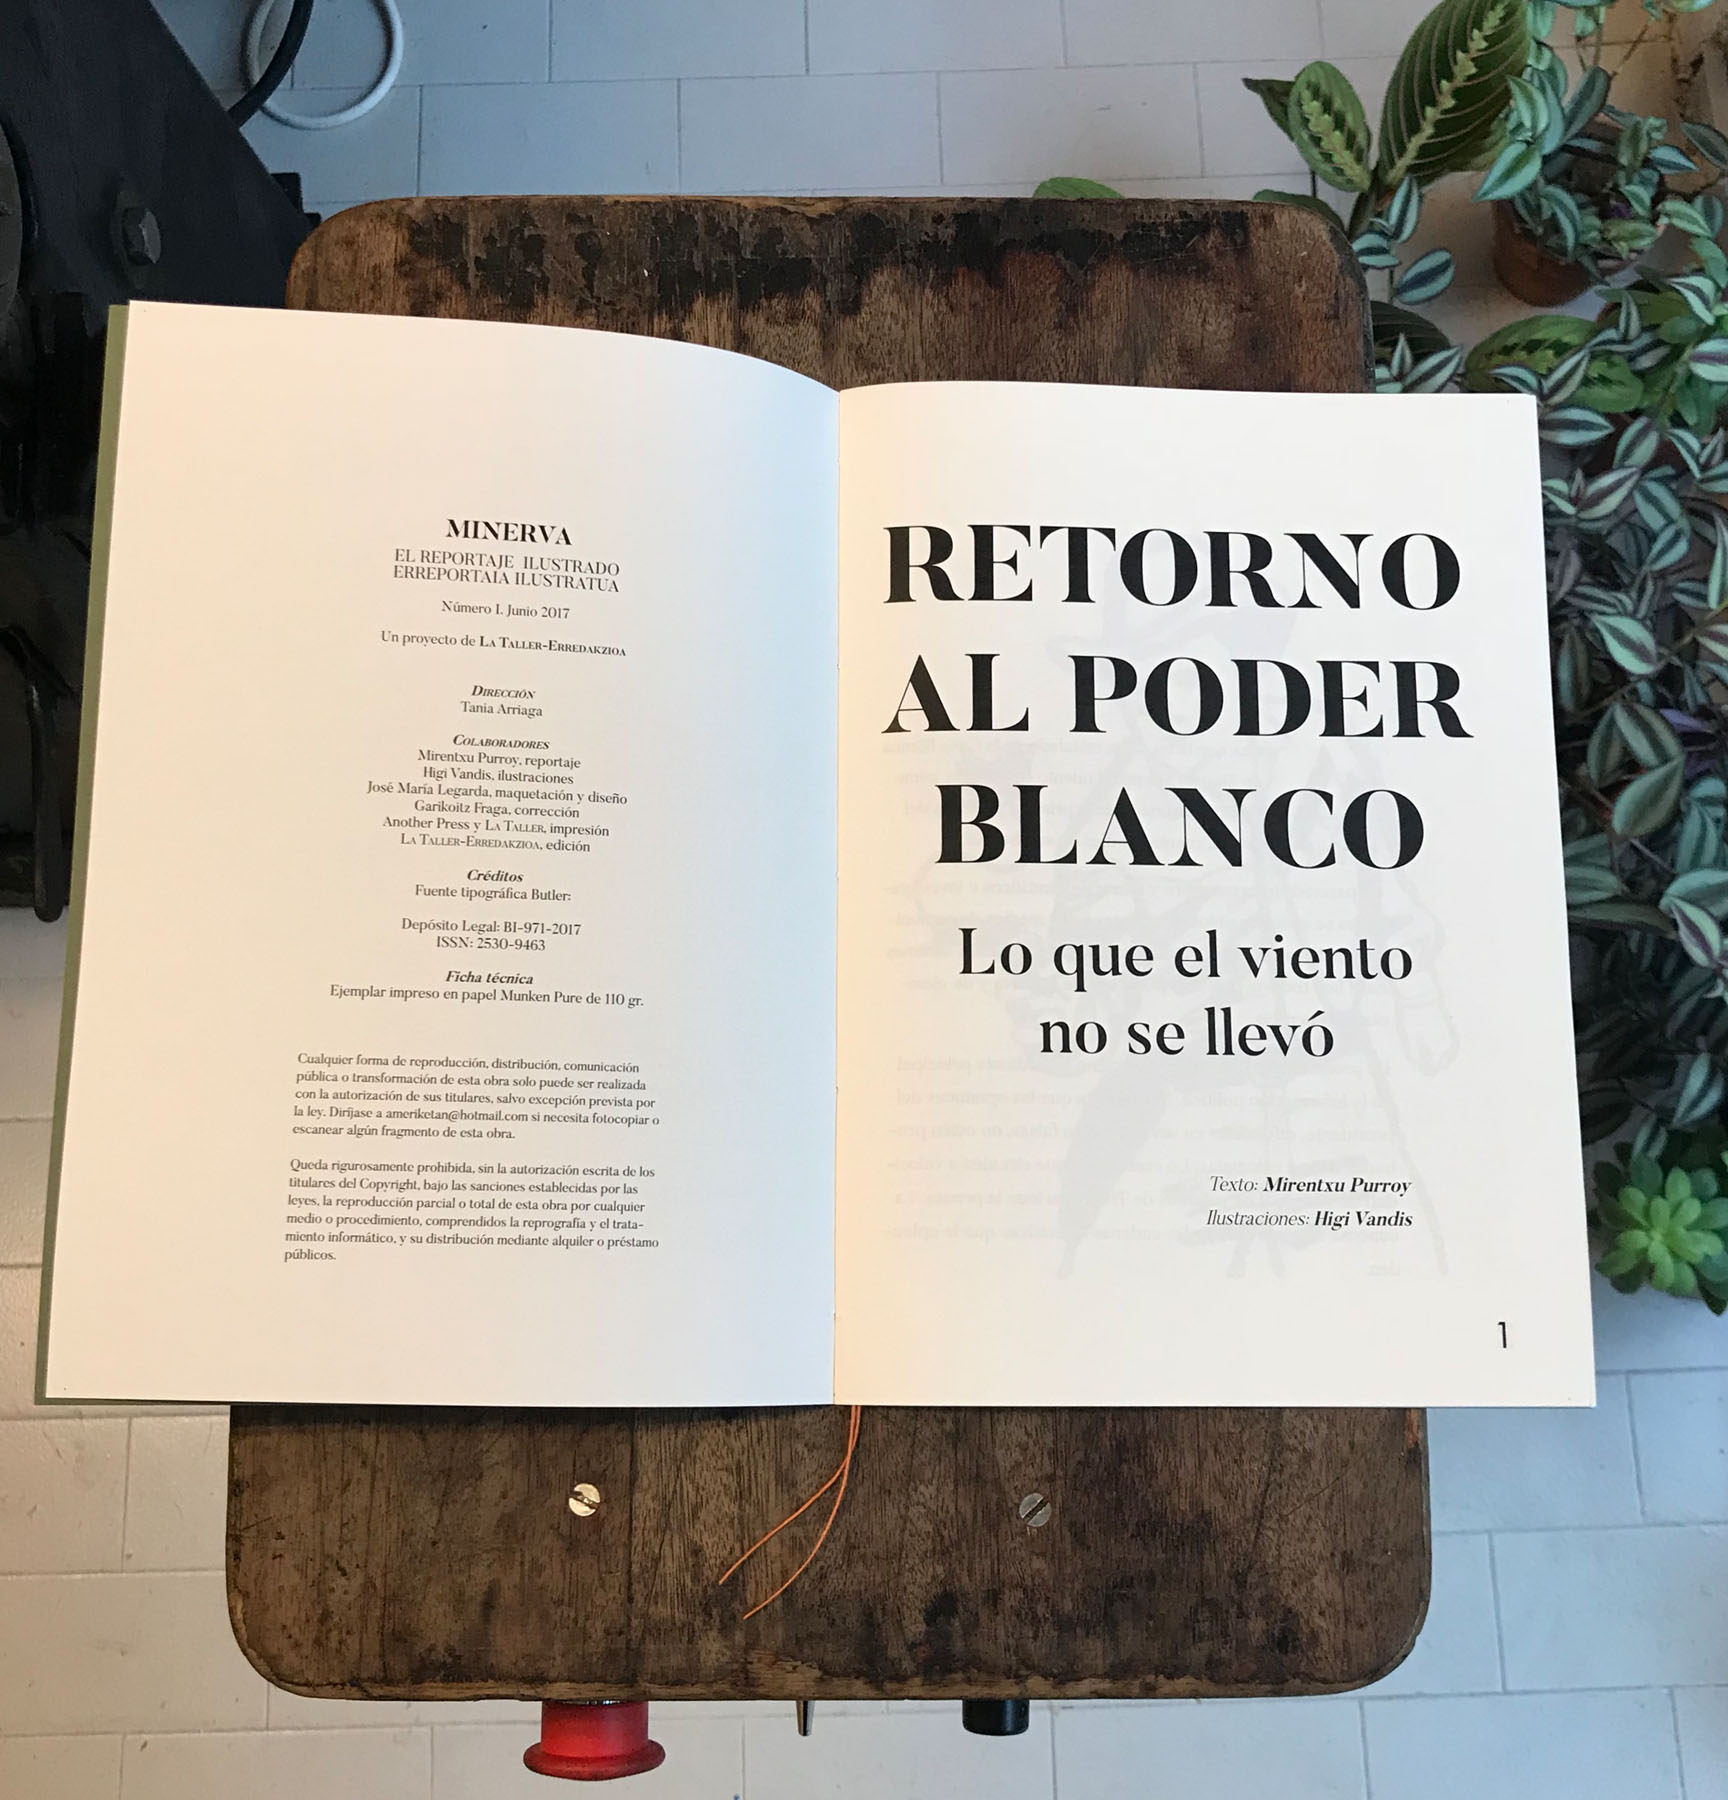 MINERVA
EL REPORTAJE ILUSTRADO
ERREPORTAIA ILUSTRATUA
Número I. Junio 2017
Un proyecto de LA TALLER-ERREDAKZIOA
DIRECCIÓN
Tania Arriaga
COLABORADORES
Mirentxu Purroy, reportaje
Higi Vandis, ilustraciones
José María Legarda, maquetación y diseño
Garikoitz Fraga, corrección
Another Press y LA TALLER, impresión
LA TALLER-ERREDAKZIOA, edición
Créditos
Fuente tipográfica Butler:
Depósito Legal: BI-971-2017
ISSN: 2530-9463
Ficha técnica
Ejemplar impreso en papel Munken Pure de 110 gr.
Cualquier forma de reproducción, distribución, comunicación
pública o transformación de esta obra solo puede ser realizada
con la autorización de sus titulares, salvo excepción prevista por
la ley. Diríjase a ameriketan@hotmail.com si necesita fotocopiar o
escanear algún fragmento de esta obra.
Queda rigurosamente prohibida, sin la autorización escrita de los
titulares del Copyright, bajo las sanciones establecidas por las
leyes, la reproducción parcial o total de esta obra por cualquier
medio o procedimiento, comprendidos la reprografía y el trata-
miento informático, y su distribución mediante alquiler o préstamo
públicos.
RETORNO
AL PODER
BLANCO
Lo que el viento
no se llevó
Texto: Mirentxu Purroy
Ilustraciones: Higi Vandis
1